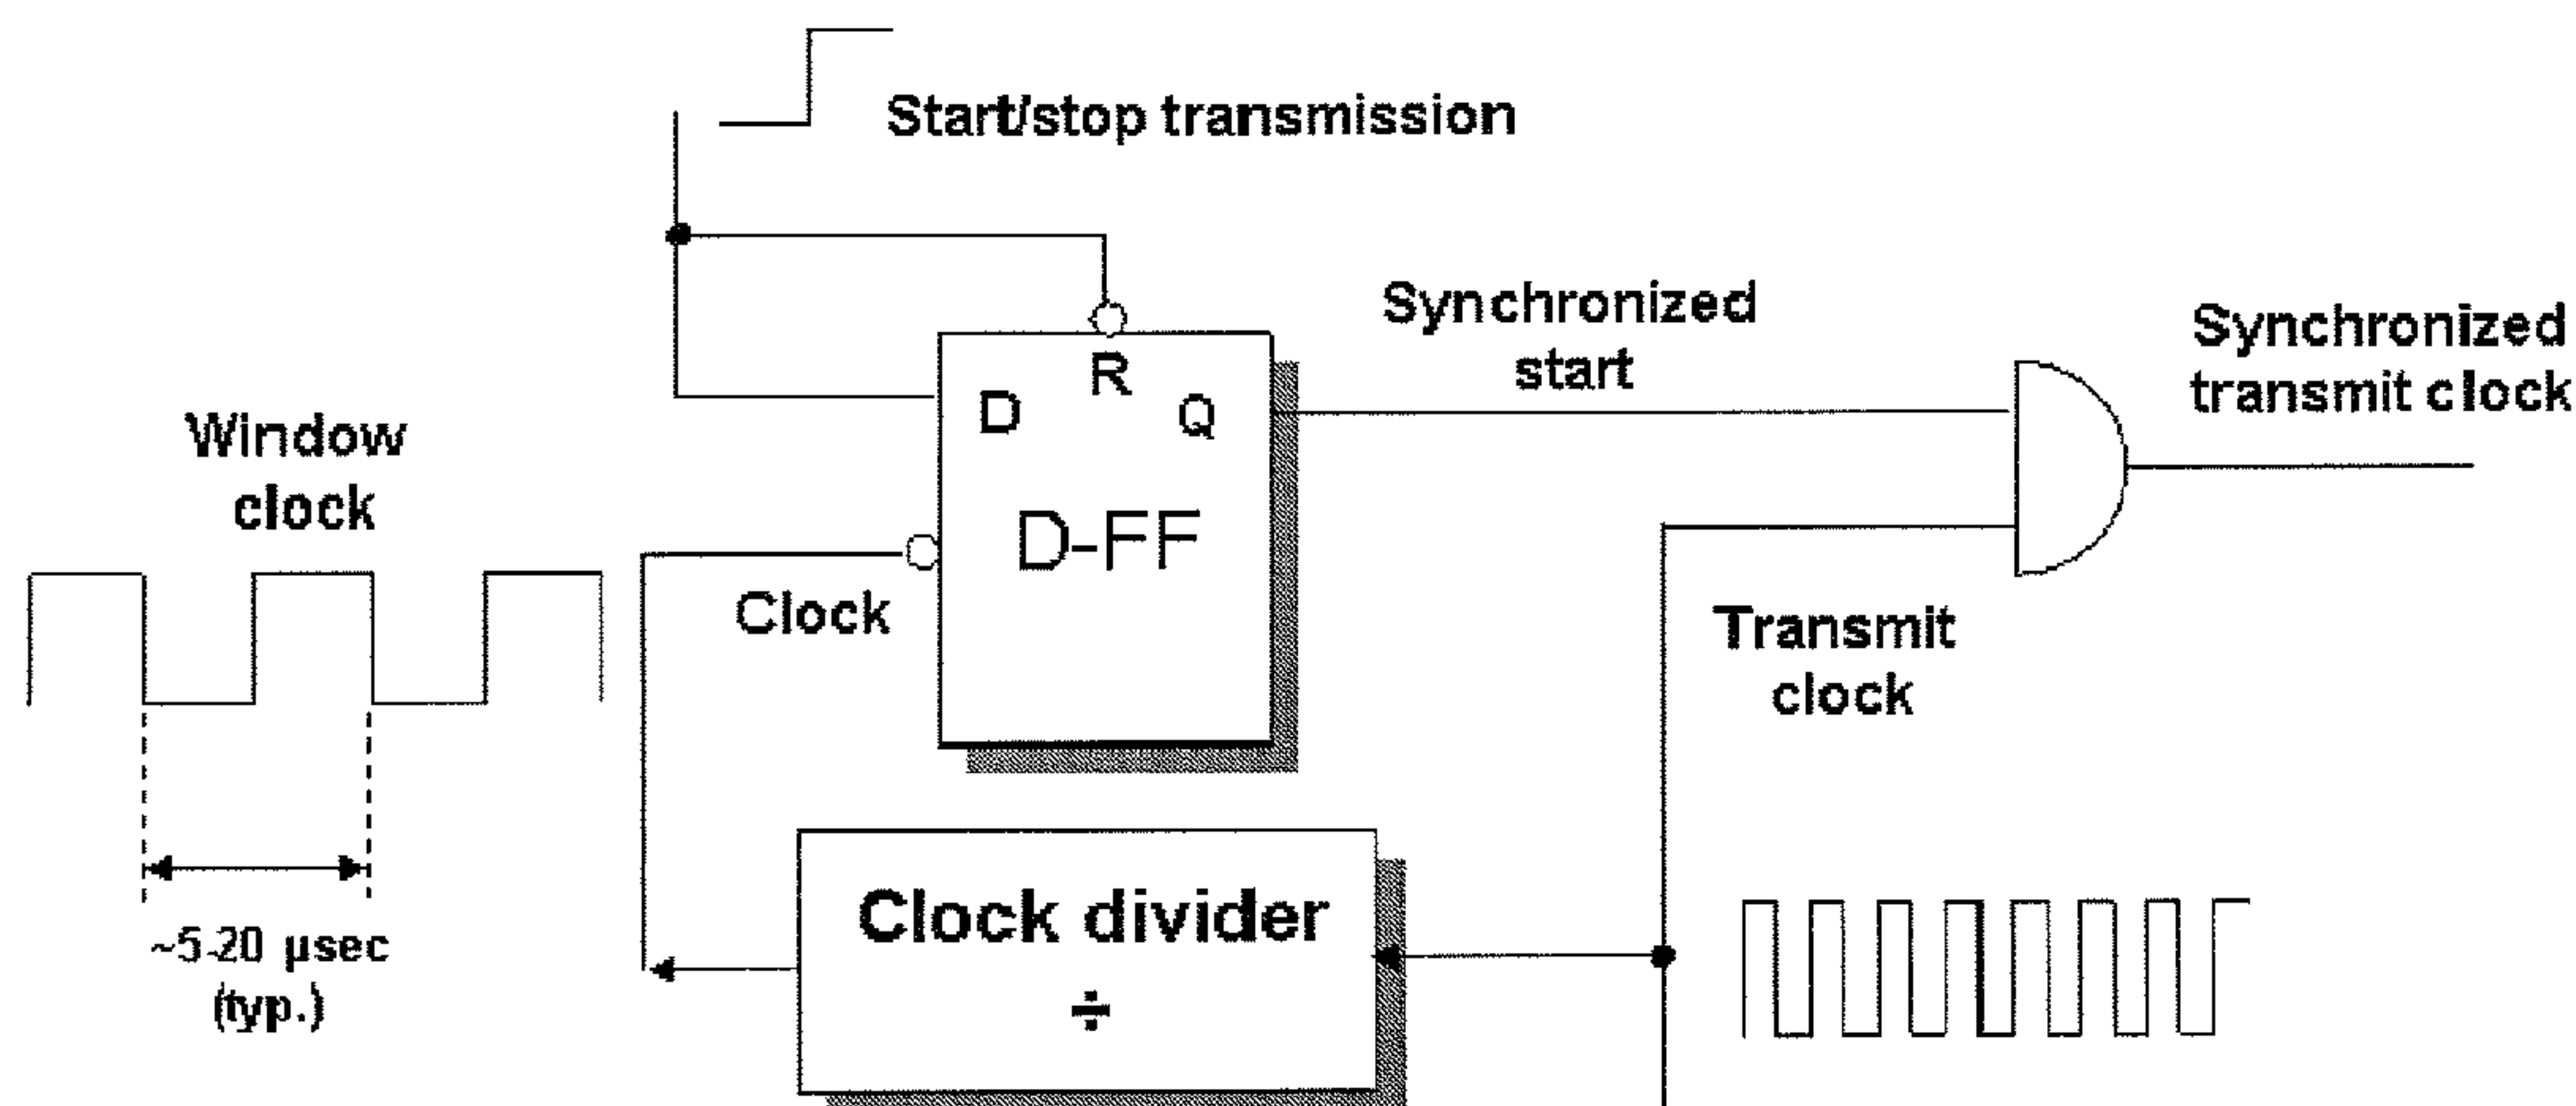 Start/stop transmission
Synchronized
start
Synchronized
transmit clock
Window
clock
R
D
Q
D-FF
Clock
Transmit
clock
Clock divider
÷
~5-20 µsec
(typ.)